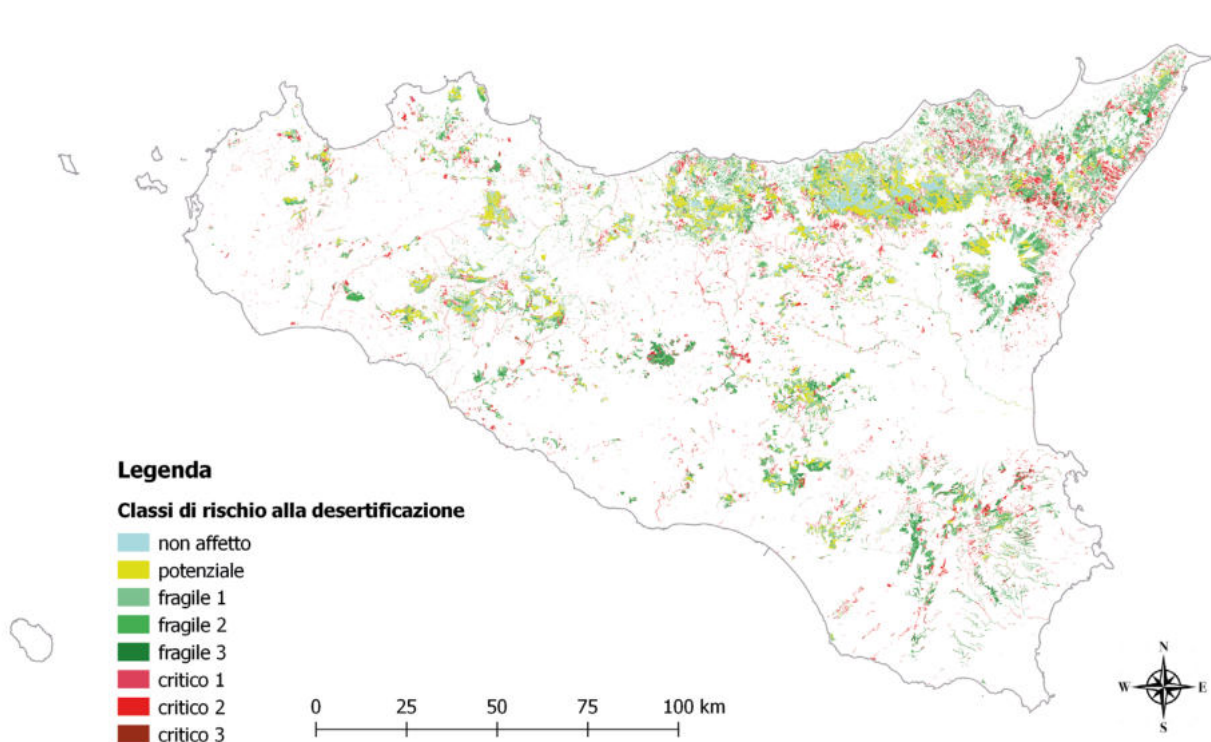 Legenda
Classi di rischio alla desertificazione
non affetto
potenziale
fragile 1
fragile 2
fragile 3
critico 1
critico 2
critico 3
0 25 50 75 100 km
N
W E
S